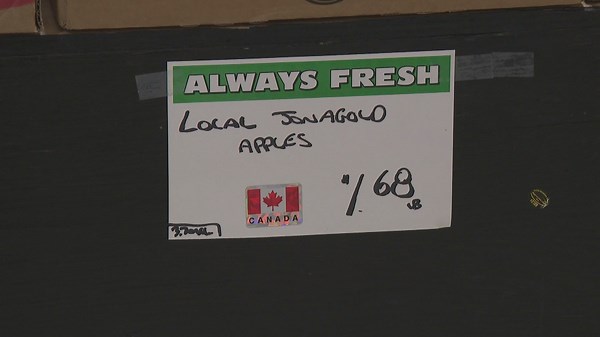 ALWAYS FRESH
LOCAL JONAGOLD
APPLES
1.68
LB
CANADA